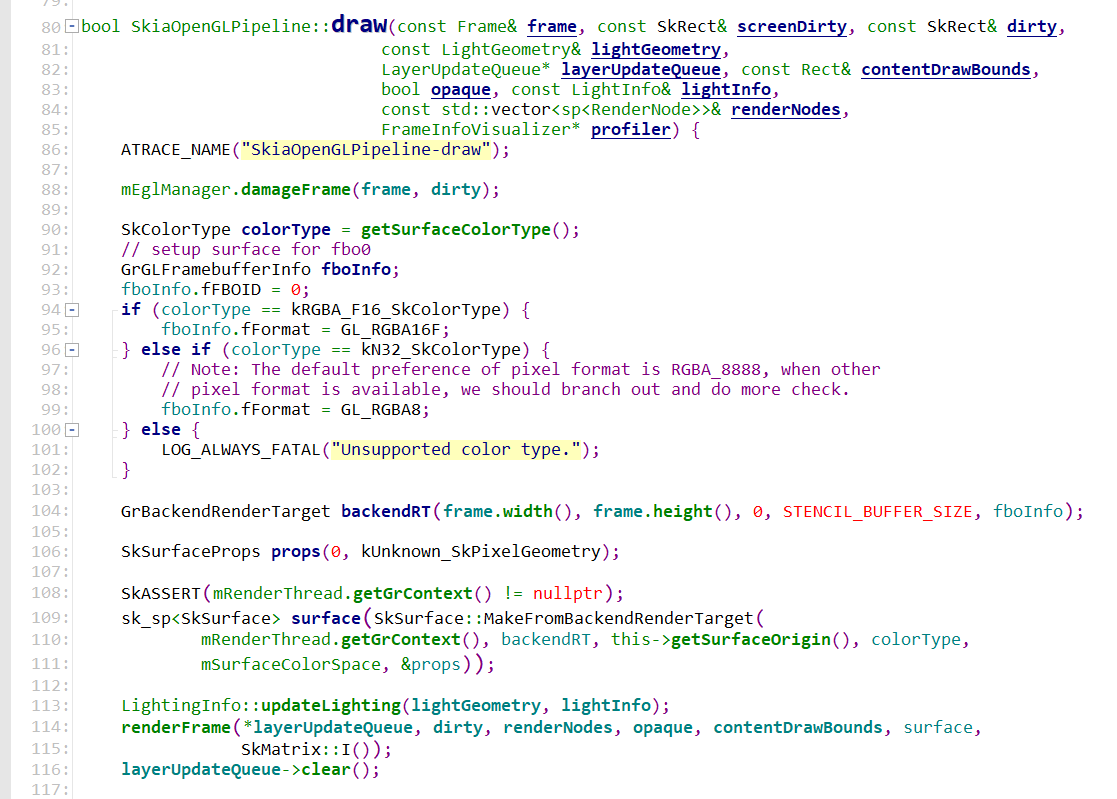 79:
80: bool SkiaOpenGLPipeline::draw(const Frame& frame, const SkRect& screenDirty, const SkRect& dirty,
81:                               const LightGeometry& lightGeometry,
82:                               LayerUpdateQueue* layerUpdateQueue, const Rect& contentDrawBounds,
83:                               bool opaque, const LightInfo& lightInfo,
84:                               const std::vector<sp<RenderNode>>& renderNodes,
85:                               FrameInfoVisualizer* profiler) {
86:     ATRACE_NAME("SkiaOpenGLPipeline-draw");
87:
88:     mEglManager.damageFrame(frame, dirty);
89:
90:     SkColorType colorType = getSurfaceColorType();
91:     // setup surface for fbo0
92:     GrGLFramebufferInfo fboInfo;
93:     fboInfo.fFBOID = 0;
94:     if (colorType == kRGBA_F16_SkColorType) {
95:         fboInfo.fFormat = GL_RGBA16F;
96:     } else if (colorType == kN32_SkColorType) {
97:         // Note: The default preference of pixel format is RGBA_8888, when other
98:         // pixel format is available, we should branch out and do more check.
99:         fboInfo.fFormat = GL_RGBA8;
100:     } else {
101:         LOG_ALWAYS_FATAL("Unsupported color type.");
102:     }
103:
104:     GrBackendRenderTarget backendRT(frame.width(), frame.height(), 0, STENCIL_BUFFER_SIZE, fboInfo);
105:
106:     SkSurfaceProps props(0, kUnknown_SkPixelGeometry);
107:
108:     SkASSERT(mRenderThread.getGrContext() != nullptr);
109:     sk_sp<SkSurface> surface(SkSurface::MakeFromBackendRenderTarget(
110:             mRenderThread.getGrContext(), backendRT, this->getSurfaceOrigin(), colorType,
111:             mSurfaceColorSpace, &props));
112:
113:     LightingInfo::updateLighting(lightGeometry, lightInfo);
114:     renderFrame(*layerUpdateQueue, dirty, renderNodes, opaque, contentDrawBounds, surface,
115:                 SkMatrix::I());
116:     layerUpdateQueue->clear();
117: